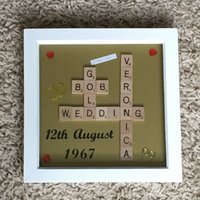 GOLD
VERONICA
BOB
WEDDING
12th August
1967